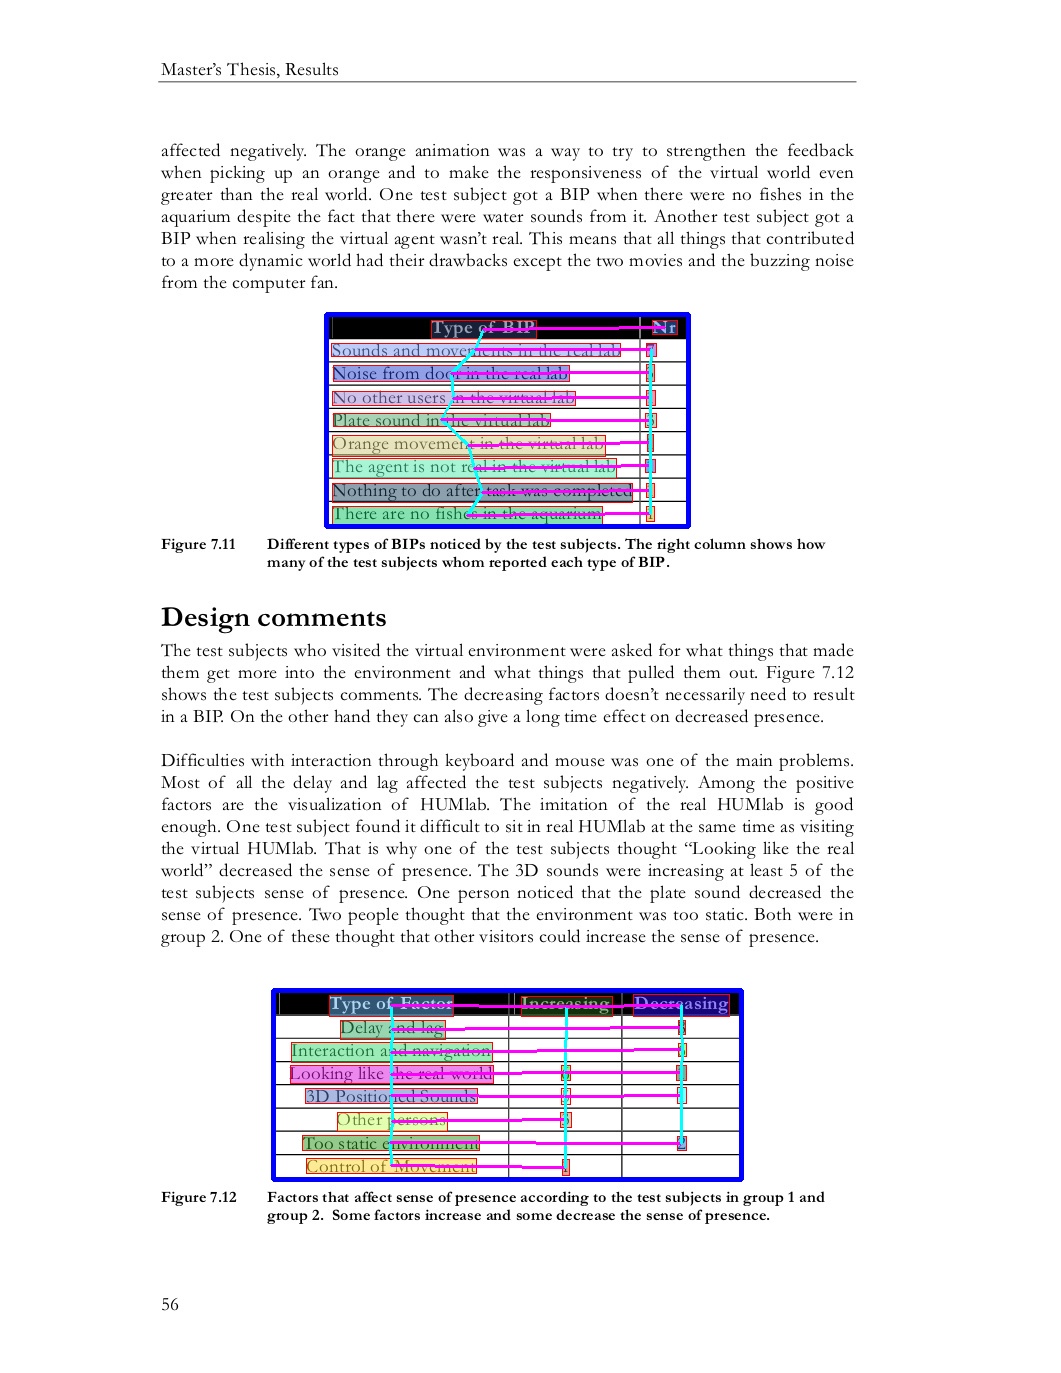 Master’s Thesis, Results
affected negatively. The orange animation was a way to try to strengthen the feedback
when picking up an orange and to make the responsiveness of the virtual world even
greater than the real world. One test subject got a BIP when there were no fishes in the
aquarium despite the fact that there were water sounds from it. Another test subject got a
BIP when realising the virtual agent wasn’t real. This means that all things that contributed
to a more dynamic world had their drawbacks except the two movies and the buzzing noise
from the computer fan.
Type of BIP Nr
Sounds and movements in the real lab
Noise from door in the real lab
No other users in the virtual lab
Plate sound in the virtual lab
Orange movement in the virtual lab
The agent is not real in the virtual lab
Nothing to do after task was completed
There are no fishes in the aquarium 1
Figure 7.11 Different types of BIPs noticed by the test subjects. The right column shows how
many of the test subjects whom reported each type of BIP.
Design comments
The test subjects who visited the virtual environment were asked for what things that made
them get more into the environment and what things that pulled them out. Figure 7.12
shows the test subjects comments. The decreasing factors doesn’t necessarily need to result
in a BIP. On the other hand they can also give a long time effect on decreased presence.
Difficulties with interaction through keyboard and mouse was one of the main problems.
Most of all the delay and lag affected the test subjects negatively. Among the positive
factors are the visualization of HUMlab. The imitation of the real HUMlab is good
enough. One test subject found it difficult to sit in real HUMlab at the same time as visiting
the virtual HUMlab. That is why one of the test subjects thought “Looking like the real
world” decreased the sense of presence. The 3D sounds were increasing at least 5 of the
test subjects sense of presence. One person noticed that the plate sound decreased the
sense of presence. Two people thought that the environment was too static. Both were in
group 2. One of these thought that other visitors could increase the sense of presence.
Type of Factor Increasing Decreasing
Delay and lag
Interaction and navigation
Looking like the real world
3D Positioned Sounds
Other persons
Too static environment 2
Control of Movement 1
Figure 7.12 Factors that affect sense of presence according to the test subjects in group 1 and
group 2. Some factors increase and some decrease the sense of presence.
56